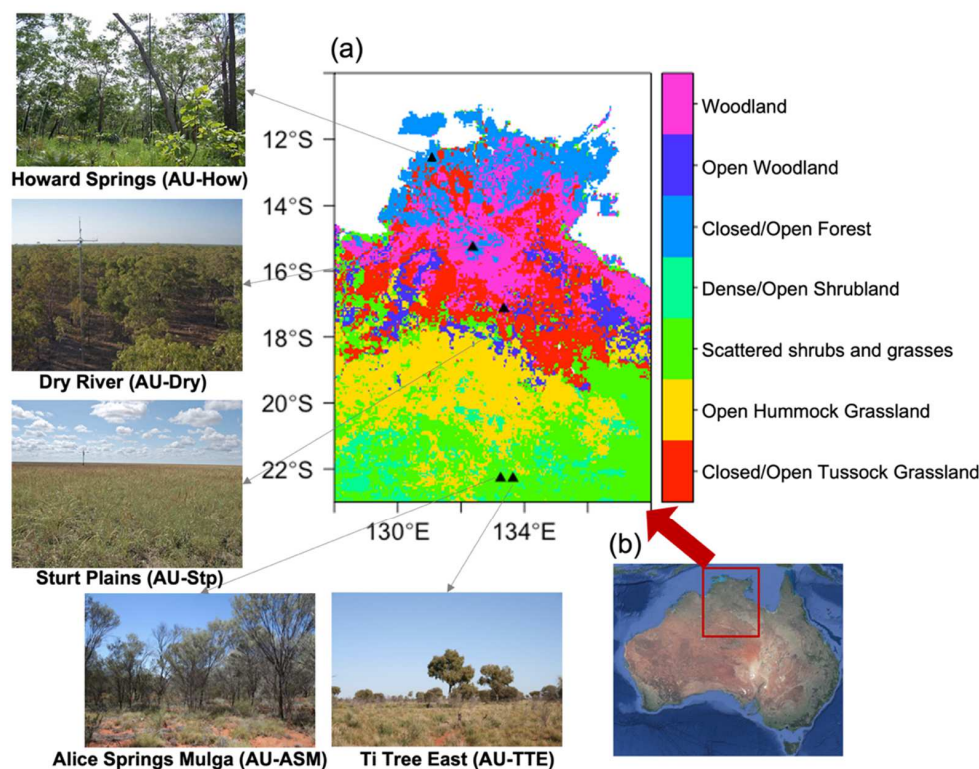 (a)
Howard Springs (AU-How)
Dry River (AU-Dry)
Sturt Plains (AU-Stp)
Alice Springs Mulga (AU-ASM)
Ti Tree East (AU-TTE)
12°S
14°S
16°S
18°S
20°S
22°S
130°E
134°E
Woodland
Open Woodland
Closed/Open Forest
Dense/Open Shrubland
Scattered shrubs and grasses
Open Hummock Grassland
Closed/Open Tussock Grassland
(b)